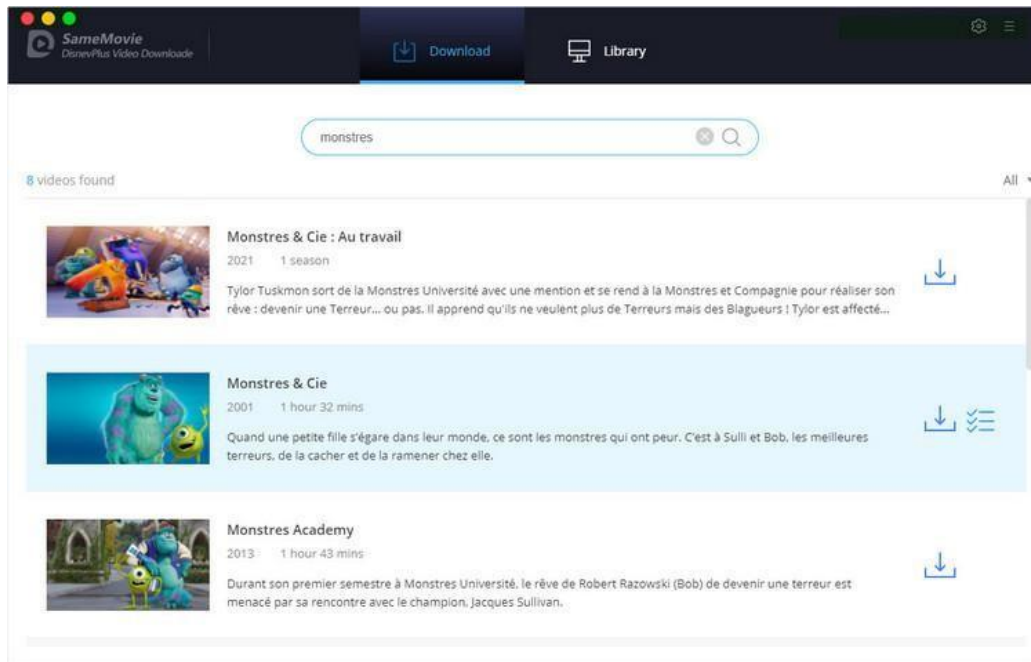 SameMovie
DisneyPlus Video Downloade
Download
Library
monstres
8 videos found
All
Monstres & Cie : Au travail
2021 1 season
Tylor Tuskmon sort de la Monstres Université avec une mention et se rend à la Monstres et Compagnie pour réaliser son
rêve : devenir une Terreur... ou pas. Il apprend qu'ils ne veulent plus de Terreurs mais des Blagueurs ! Tylor est affecté...
Monstres & Cie
2001 1 hour 32 mins
Quand une petite fille s'égare dans leur monde, ce sont les monstres qui ont peur. C'est à Sulli et Bob, les meilleures
terreurs, de la cacher et de la ramener chez elle.
Monstres Academy
2013 1 hour 43 mins
Durant son premier semestre à Monstres Université, le rêve de Robert Razowski (Bob) de devenir une terreur est
menacé par sa rencontre avec le champion, Jacques Sullivan.